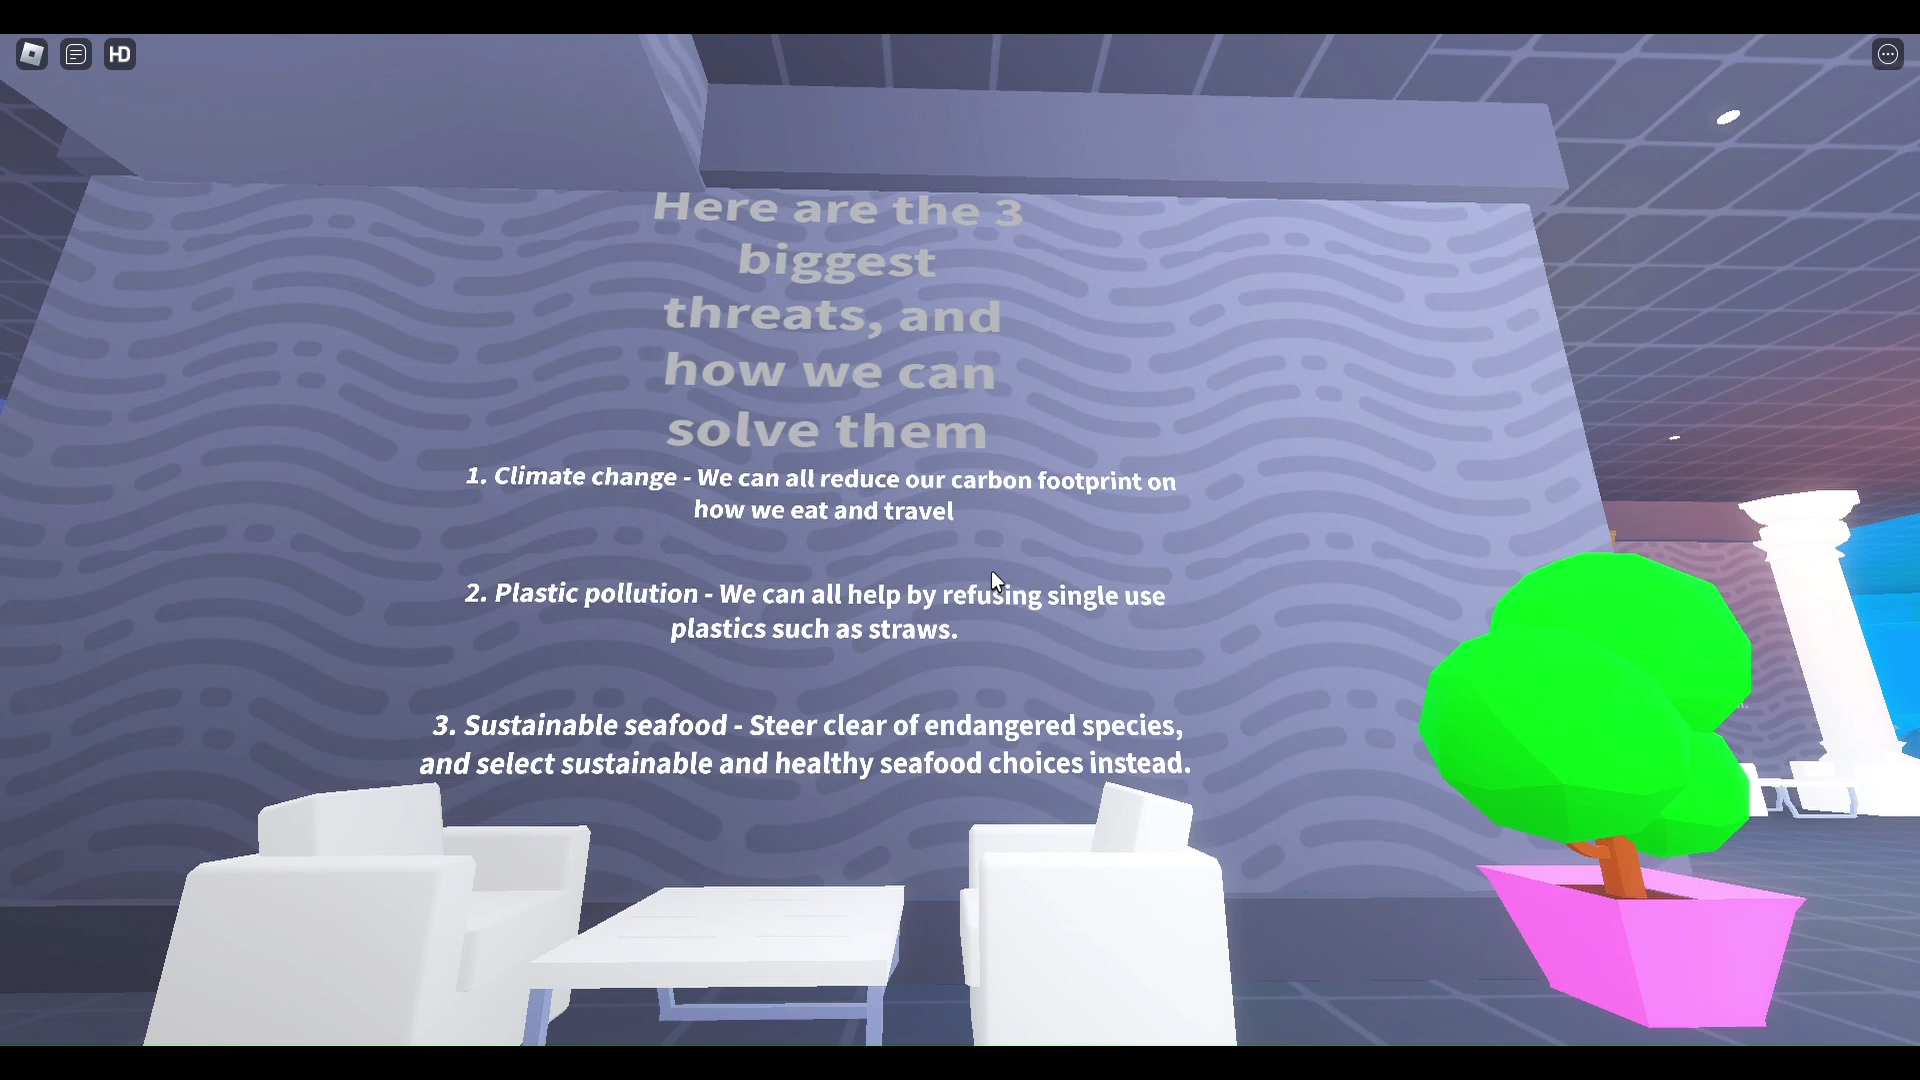 HD
Here are the 3
biggest
threats, and
how we can
solve them
1. Climate change - We can all reduce our carbon footprint on
how we eat and travel
2. Plastic pollution - We can all help by refusing single use
plastics such as straws.
3. Sustainable seafood - Steer clear of endangered species,
and select sustainable and healthy seafood choices instead.